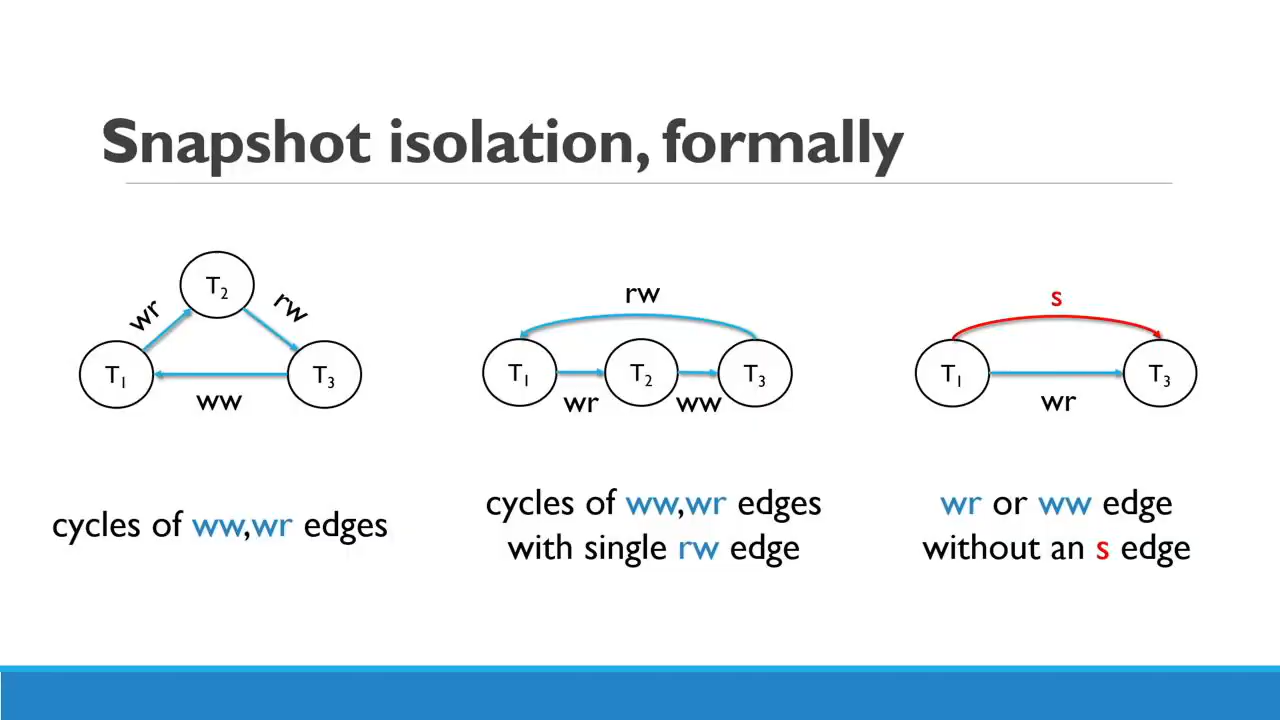 Snapshot isolation, formally
T2
wr
rw
T1
T3
ww
cycles of ww,wr edges
rw
T1
T2
T3
wr
ww
cycles of ww,wr edges
with single rw edge
s
T1
T3
wr
wr or ww edge
without an s edge